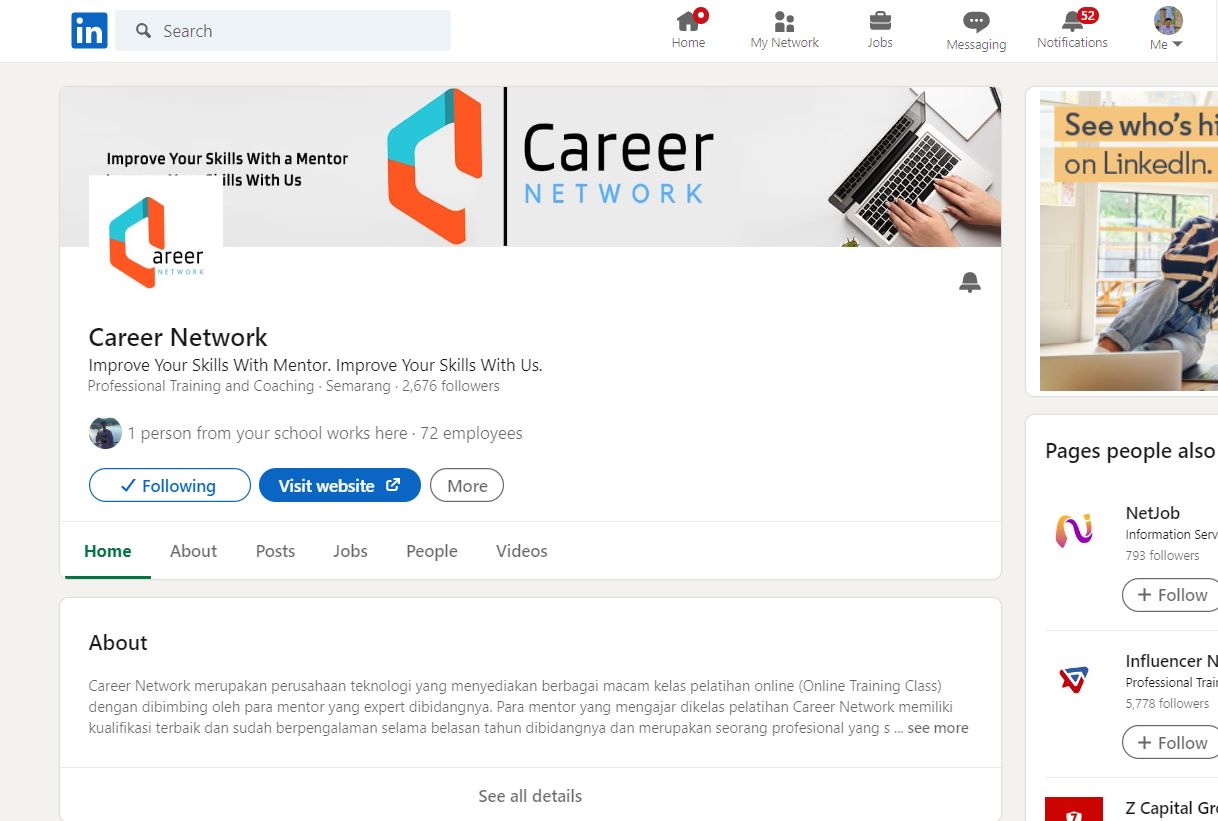 in
Search
Home
My Network
Jobs
Messaging
52
Notifications
Me
Improve Your Skills With a Mentor
ills With Us
Career
NETWORK
areer
NETWORK
Career Network
Improve Your Skills With Mentor. Improve Your Skills With Us.
Professional Training and Coaching · Semarang · 2,676 followers
1 person from your school works here · 72 employees
Following
Visit website
More
Home
About
Posts
Jobs
People
Videos
About
Career Network merupakan perusahaan teknologi yang menyediakan berbagai macam kelas pelatihan online (Online Training Class)
dengan dibimbing oleh para mentor yang expert dibidangnya. Para mentor yang mengajar dikelas pelatihan Career Network memiliki
kualifikasi terbaik dan sudah berpengalaman selama belasan tahun dibidangnya dan merupakan seorang profesional yang s ... see more
See all details
See who's hi
on LinkedIn.
Pages people also
NetJob
Information Serv
793 followers
+ Follow
Influencer N
Professional Train
5,778 followers
+ Follow
Z Capital Gr